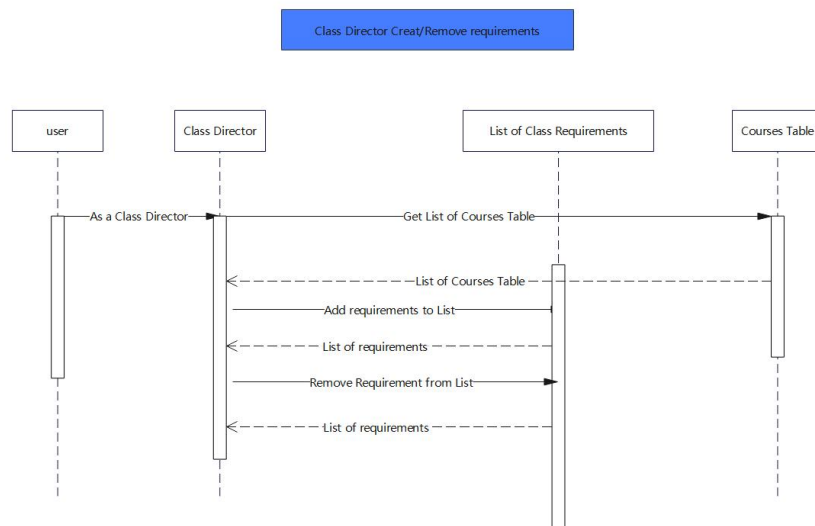 Class Director Creat/Remove requirements
user
Class Director
List of Class Requirements
Courses Table
As a Class Director
Get List of Courses Table
List of Courses Table
Add requirements to List
List of requirements
Remove Requirement from List
List of requirements